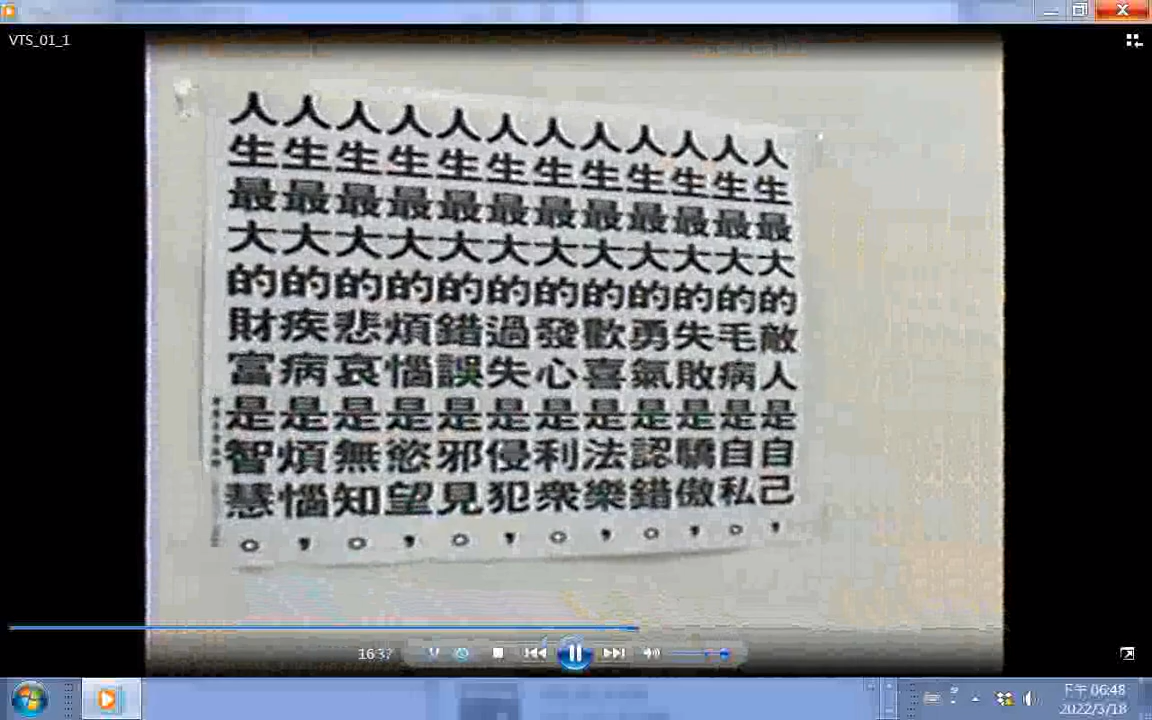 VTS_01_1
人生最大的敵人是自己，
人生最大的毛病是自私。
人生最大的失敗是驕傲，
人生最大的勇氣是認錯。
人生最大的歡喜是法樂，
人生最大的發心是利眾。
人生最大的過失是侵犯，
人生最大的錯誤是邪見。
人生最大的煩惱是慾望，
人生最大的悲哀是無知。
人生最大的疾病是煩惱，
人生最大的財富是智慧。
16:37
下午 06:48
2022/3/18